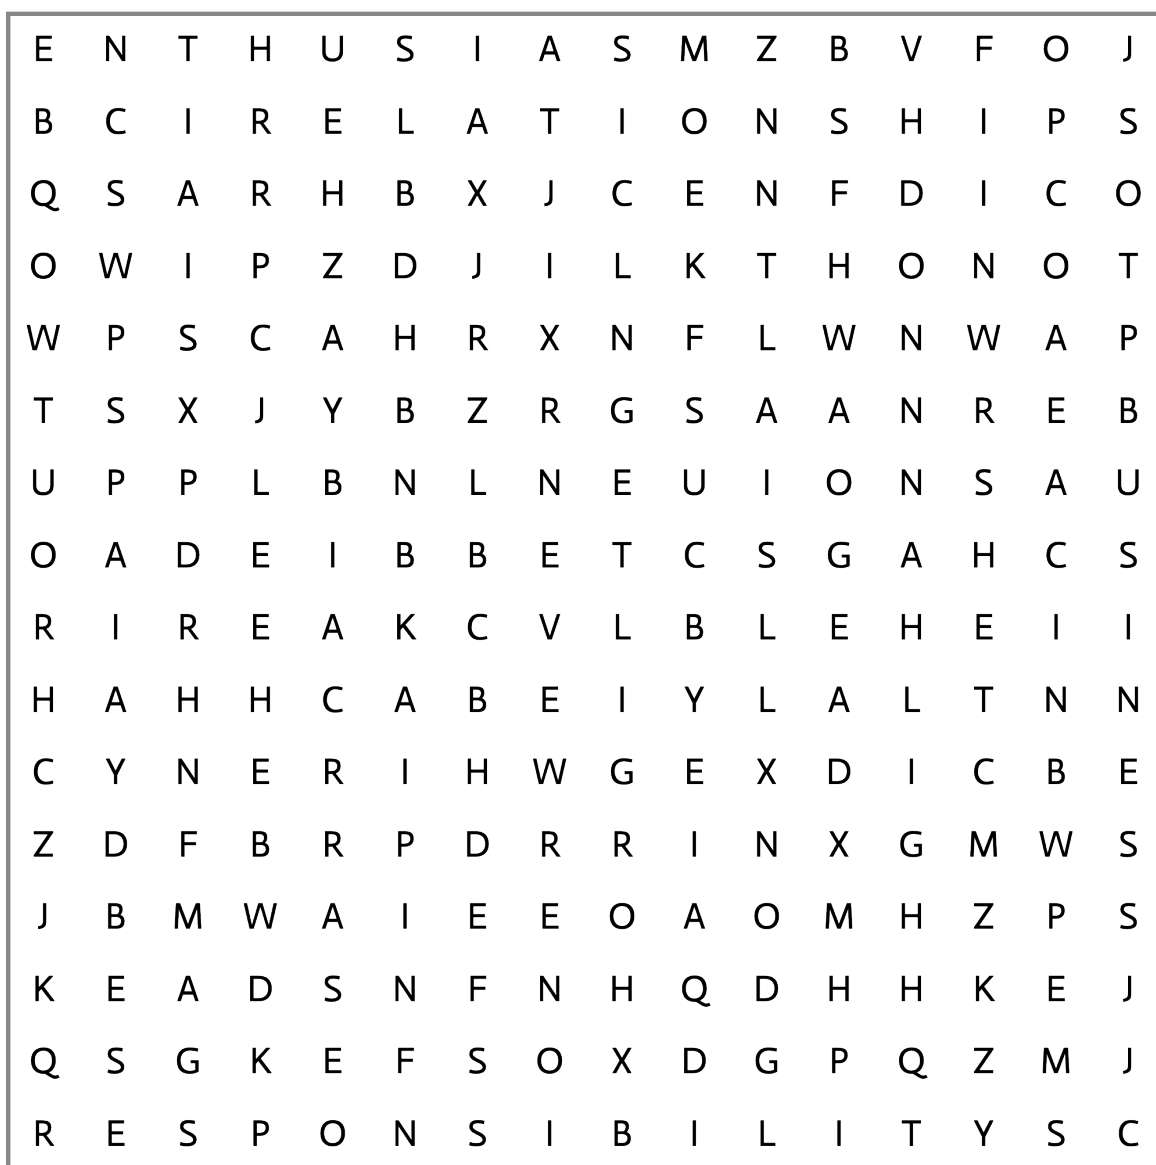 E N T H U S I A S M Z B V F O J
B C I R E L A T I O N S H I P S
Q S A R H B X J C E N F D I C O
O W I P Z D J I L K T H O N O T
W P S C A H R X N F L W N W A P
T S X J Y B Z R G S A A N R E B
U P P L B N L N E U I O N S A U
O A D E I B B E T C S G A H C S
R I R E A K C V L B L E H E I I
H A H H C A B E I Y L A L T N N
C Y N E R I H W G E X D I C B E
Z D F B R P D R R I N X G M W S
J B M W A I E E O A O M H Z P S
K E A D S N F N H Q D H H K E J
Q S G K E F S O X D G P Q Z M J
R E S P O N S I B I L I T Y S C